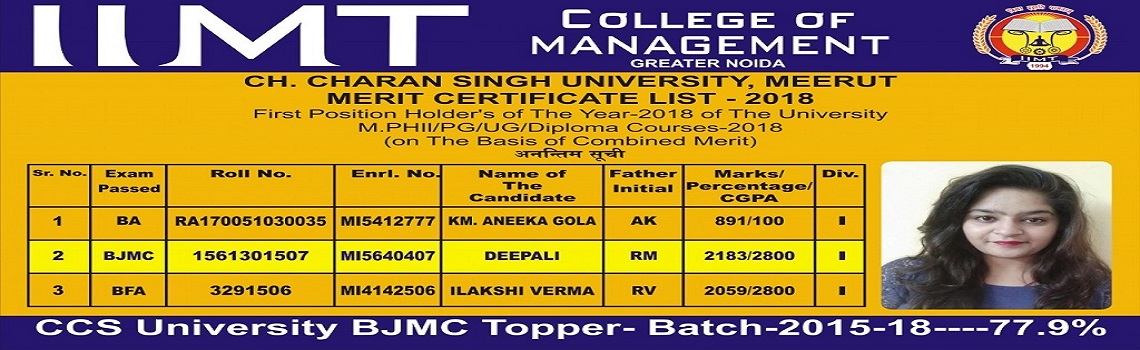 IIMT
COLLEGE OF
MANAGEMENT
GREATER NOIDA
IIMT
1994
CH. CHARAN SINGH UNIVERSITY, MEERUT
MERIT CERTIFICATE LIST - 2018
First Position Holder's of The Year-2018 of The University
M.PHII/PG/UG/Diploma Courses-2018
(on The Basis of Combined Merit)
अनन्तिम सूची
Sr. No. Exam Passed Roll No. Enrl. No. Name of The Candidate Father Initial Marks/ Percentage/ CGPA Div.
1 BA RA170051030035 MI5412777 KM. ANEEKA GOLA AK 891/100 I
2 BJMC 1561301507 MI5640407 DEEPALI RM 2183/2800 I
3 BFA 3291506 MI4142506 ILAKSHI VERMA RV 2059/2800 I
CCS University BJMC Topper- Batch-2015-18----77.9%